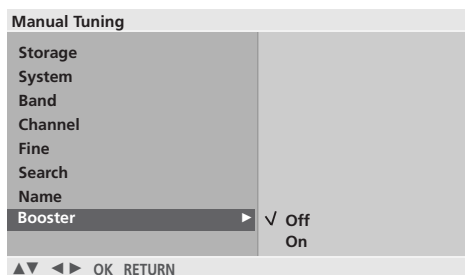 Manual Tuning
Storage
System
Band
Channel
Fine
Search
Name
Booster ▶ √ Off
On
▲▼ ◄► OK RETURN